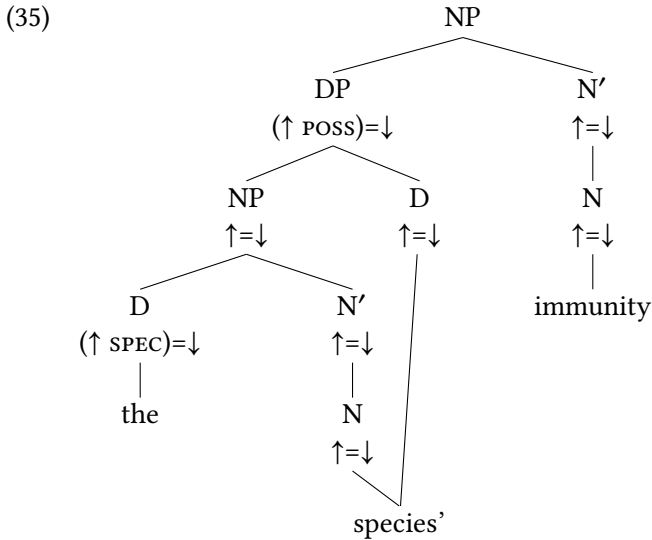 (35) NP
DP N′
(↑ POSS)=↓ ↑=↓
NP D N
↑=↓ ↑=↓ ↑=↓
D N′ immunity
(↑ SPEC)=↓ ↑=↓
the N
↑=↓
species’